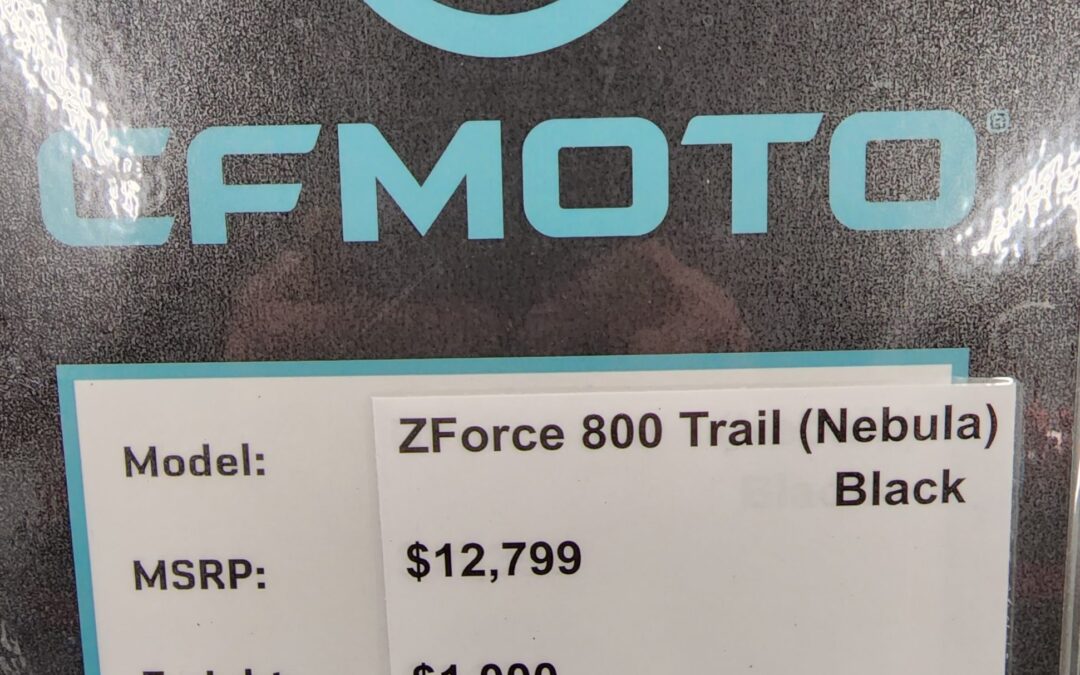 CFMOTO®
Model: ZForce 800 Trail (Nebula)
Black
MSRP: $12,799